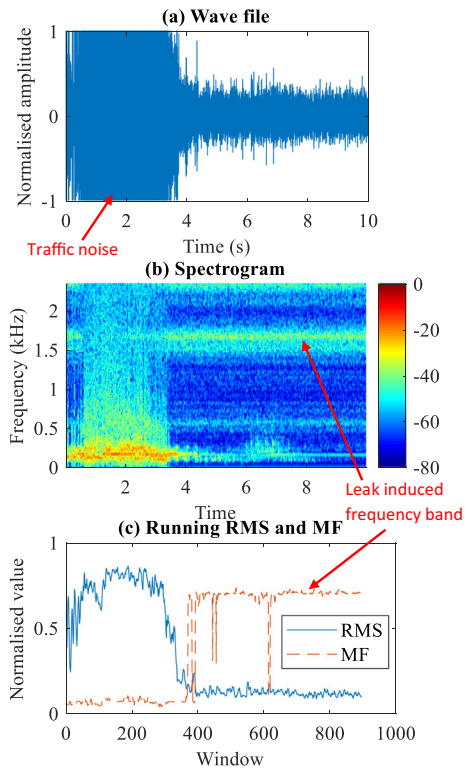 (a) Wave file
Normalised amplitude
1
0
-1
0 2 4 6 8 10
Time (s)
Traffic noise
(b) Spectrogram
Frequency (kHz)
2
1.5
1
0.5
0
2 4 6 8
Time
0
-20
-40
-60
-80
Leak induced
frequency band
(c) Running RMS and MF
Normalised value
1
0.5
0
RMS
MF
0 200 400 600 800 1000
Window